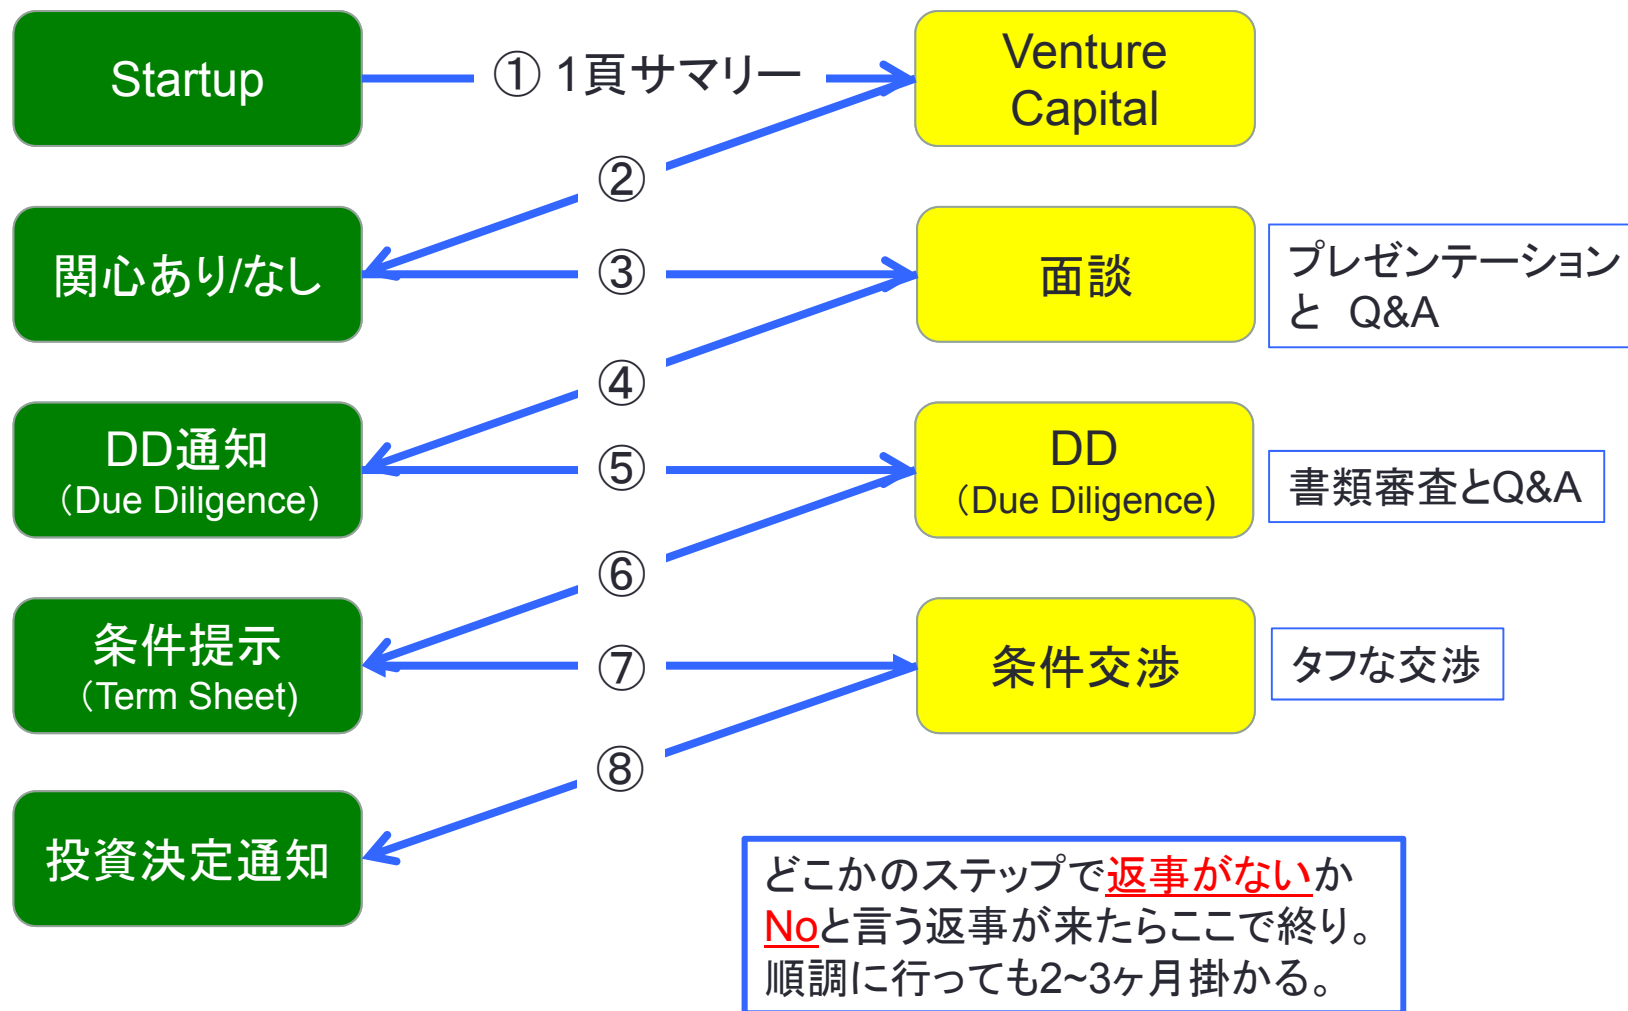 Startup
① 1頁サマリー
Venture
Capital
②
関心あり/なし
③
面談
プレゼンテーション
と Q&A
④
DD通知
（Due Diligence)
⑤
DD
（Due Diligence)
書類審査とQ&A
⑥
条件提示
（Term Sheet)
⑦
条件交渉
タフな交渉
⑧
投資決定通知
どこかのステップで返事がないか
Noと言う返事が来たらここで終り。
順調に行っても2~3ヶ月掛かる。